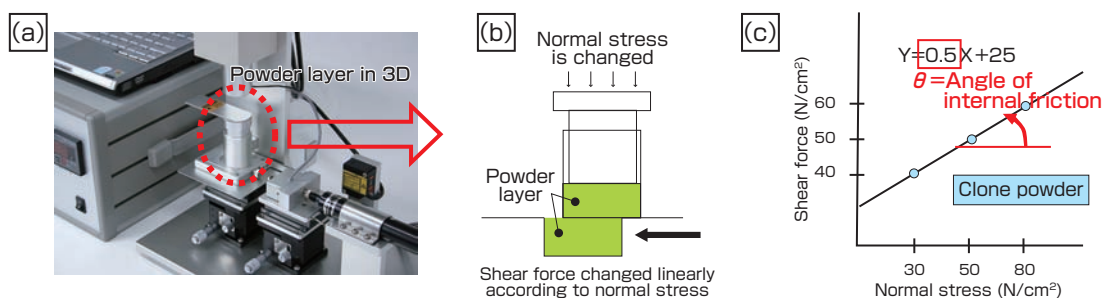 (a)
Powder layer in 3D
(b)
Normal stress
is changed
Powder
layer
Shear force changed linearly
according to normal stress
(c)
Y=0.5X+25
θ=Angle of
internal friction
Shear force (N/cm²)
60
50
40
Clone powder
30 50 80
Normal stress (N/cm²)